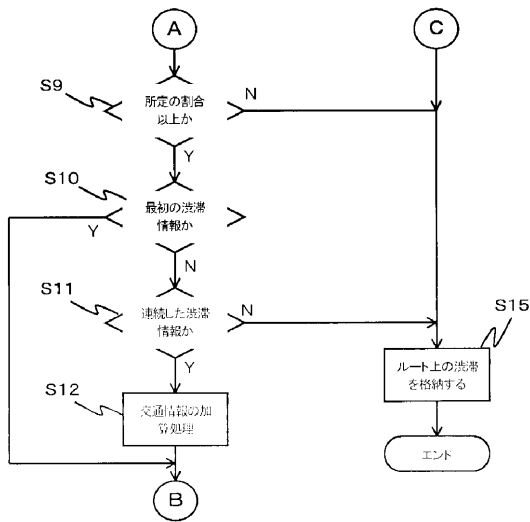 A
C
S9
所定の割合
以上か
N
Y
S10
最初の渋滞
情報か
Y
N
S11
連続した渋滞
情報か
N
Y
S15
ルート上の渋滞
を格納する
S12
交通情報の加
算処理
エンド
B